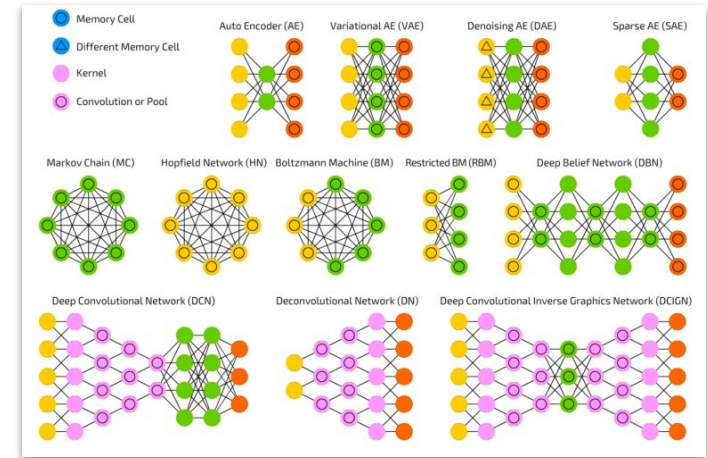 Memory Cell
Different Memory Cell
Kernel
Convolution or Pool
Auto Encoder (AE)
Variational AE (VAE)
Denoising AE (DAE)
Sparse AE (SAE)
Markov Chain (MC)
Hopfield Network (HN)
Boltzmann Machine (BM)
Restricted BM (RBM)
Deep Belief Network (DBN)
Deep Convolutional Network (DCN)
Deconvolutional Network (DN)
Deep Convolutional Inverse Graphics Network (DCIGN)